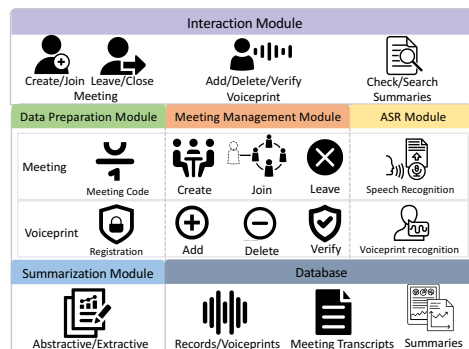 Interaction Module
Create/Join Leave/Close
Meeting
Add/Delete/Verify
Voiceprint
Check/Search
Summaries
Data Preparation Module Meeting Management Module ASR Module
Meeting
Meeting Code Create Join Leave Speech Recognition
Voiceprint
Registration Add Delete Verify Voiceprint recognition
Summarization Module Database
Abstractive/Extractive Records/Voiceprints Meeting Transcripts Summaries